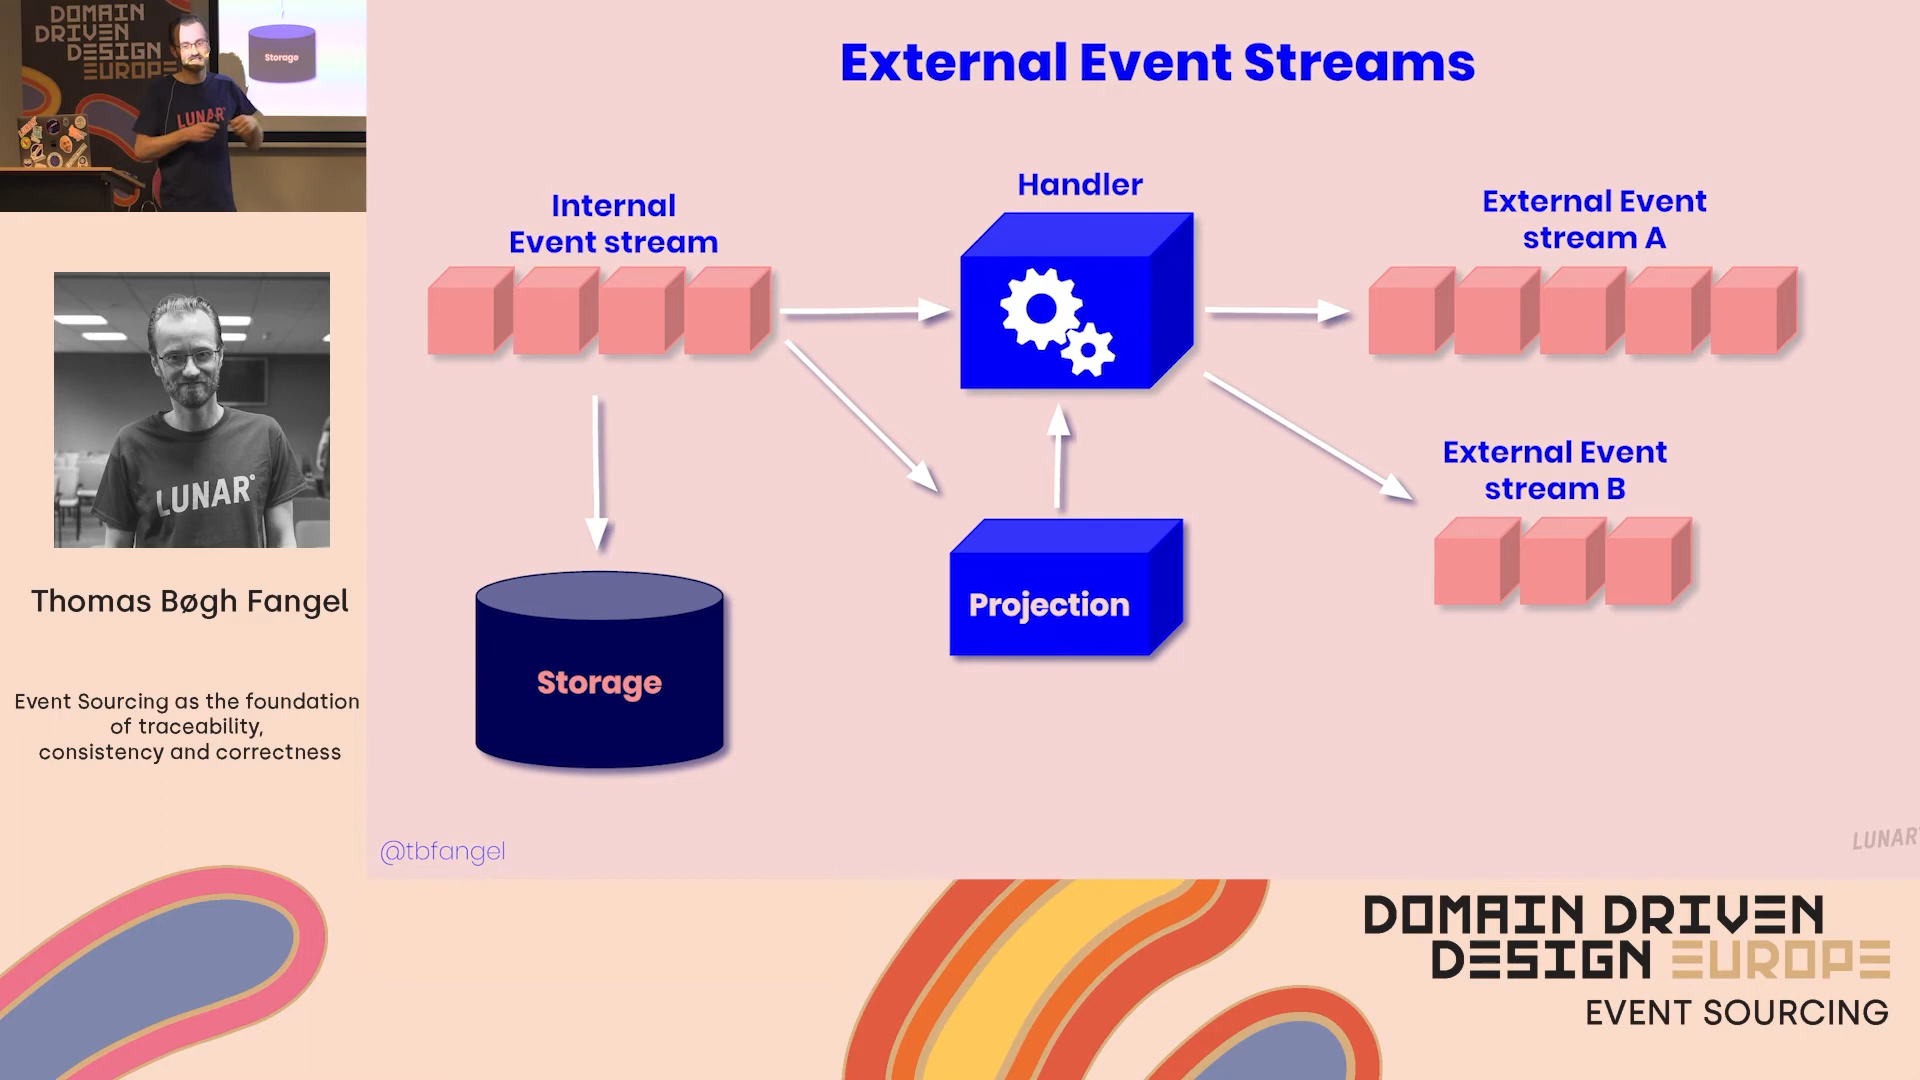 DOMAIN
DRIVEN
DESIGN
EUROPE
Storage
LUNAR
External Event Streams
Internal
Event stream
Handler
External Event
stream A
External Event
stream B
Projection
Storage
@tbfangel
LUNAR
LUNAR
Thomas Bøgh Fangel
Event Sourcing as the foundation
of traceability,
consistency and correctness
DOMAIN DRIVEN
DESIGN EUROPE
EVENT SOURCING